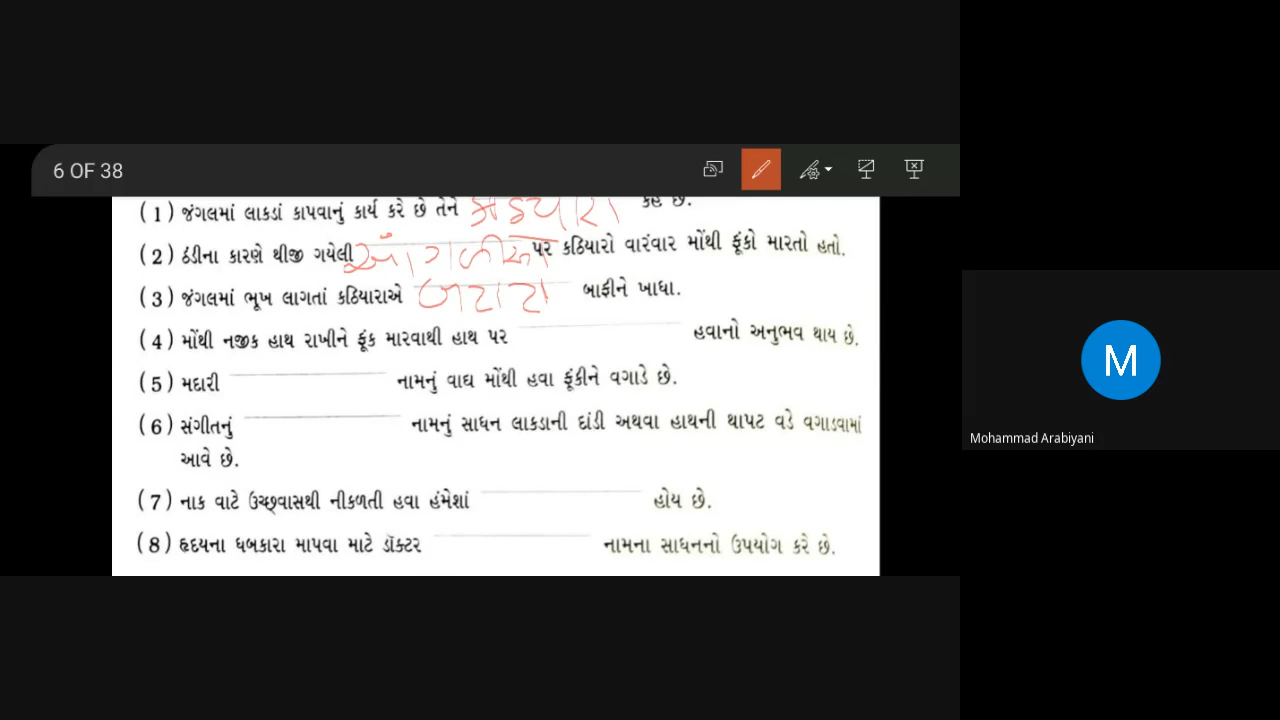 6 OF 38
(1) જંગલમાં લાકડાં કાપવાનું કાર્ય કરે છે તેને કઠિયારા કહે છે.
(2) ઠંડીના કારણે થીજી ગયેલી આંગળીઓ પર કઠિયારો વારંવાર મોંથી ફૂંકો મારતો હતો.
(3) જંગલમાં ભૂખ લાગતાં કઠિયારાએ બટાટા બાફીને ખાધા.
(4) મોંથી નજીક હાથ રાખીને ફૂંક મારવાથી હાથ પર હવાનો અનુભવ થાય છે.
(5) મદારી નામનું વાદ્ય મોંથી હવા ફૂંકીને વગાડે છે.
(6) સંગીતનું નામનું સાધન લાકડાની દાંડી અથવા હાથની થાપટ વડે વગાડવામાં
આવે છે.
(7) નાક વાટે ઉચ્છ્વાસથી નીકળતી હવા હંમેશાં હોય છે.
(8) હૃદયના ધબકારા માપવા માટે ડૉક્ટર નામના સાધનનો ઉપયોગ કરે છે.
M
Mohammad Arabiyani